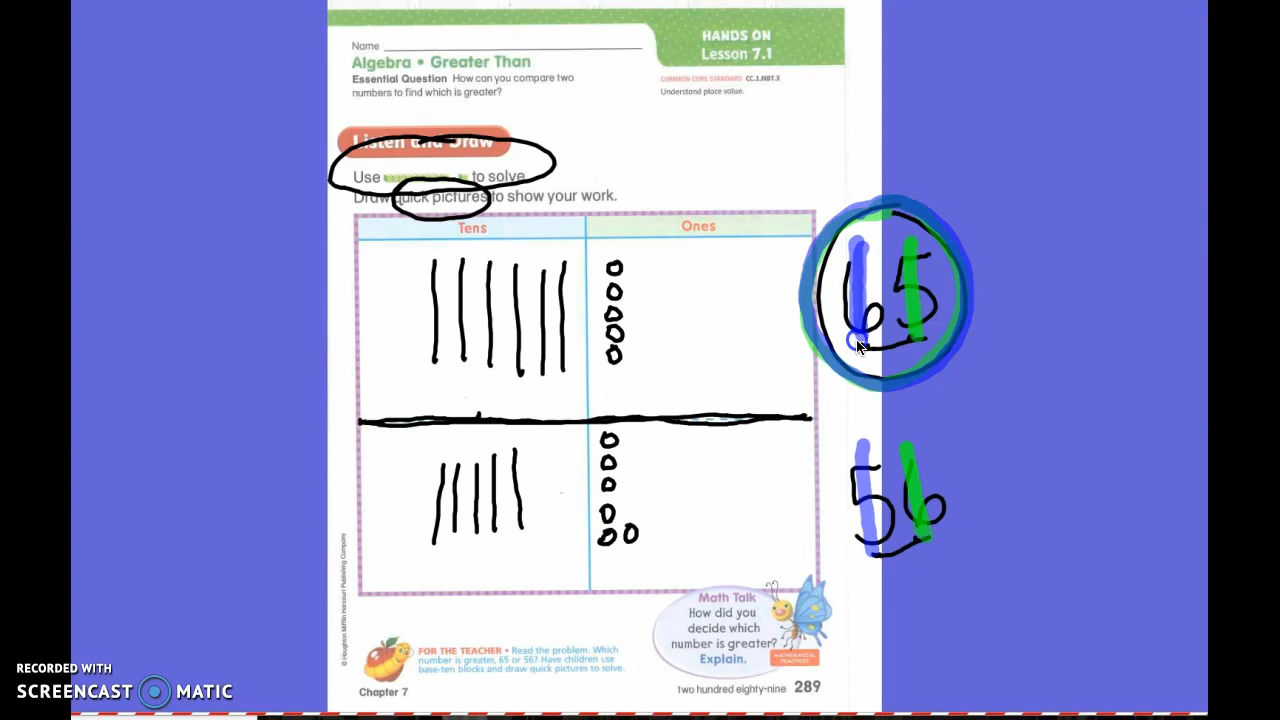 HANDS ON
Lesson 7.1
Name
Algebra • Greater Than
Essential Question How can you compare two
numbers to find which is greater?
COMMON CORE STANDARD CC.1.NBT.3
Understand place value.
Listen and Draw
Use to solve.
Draw quick pictures to show your work.
Tens
Ones
65
56
Math Talk
How did you
decide which
number is greater?
Explain.
MATHEMATICAL
PRACTICES
© Houghton Mifflin Harcourt Publishing Company
FOR THE TEACHER • Read the problem. Which
number is greater, 65 or 56? Have children use
base-ten blocks and draw quick pictures to solve.
Chapter 7
two hundred eighty-nine 289
RECORDED WITH
SCREENCAST MATIC